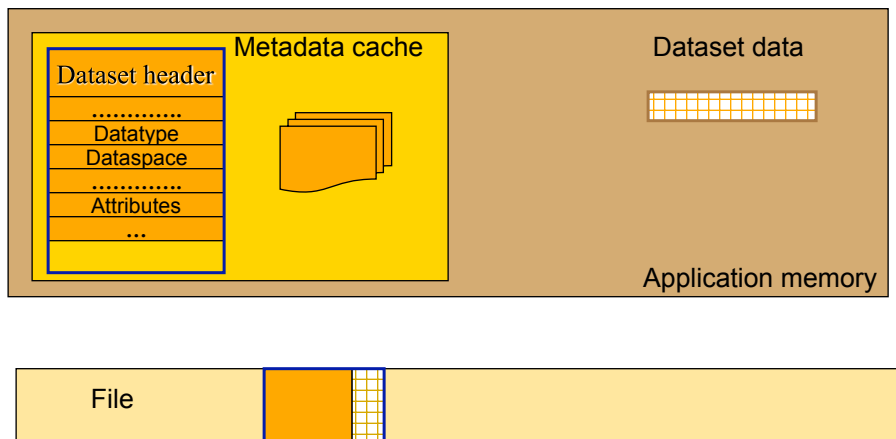 Metadata cache
Dataset data
Dataset header
………….
Datatype
Dataspace
………….
Attributes
…
Application memory
File